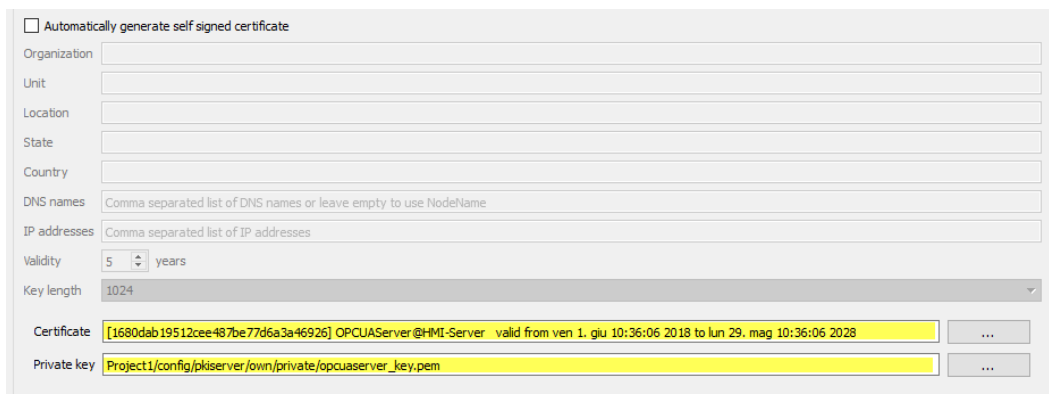 Automatically generate self signed certificate
Organization
Unit
Location
State
Country
DNS names Comma separated list of DNS names or leave empty to use NodeName
IP addresses Comma separated list of IP addresses
Validity 5 years
Key length 1024
Certificate [1680dab19512cee487be77d6a3a46926] OPCUAServer@HMI-Server valid from ven 1. giu 10:36:06 2018 to lun 29. mag 10:36:06 2028 ...
Private key Project1/config/pkiserver/own/private/opcuaserver_key.pem ...